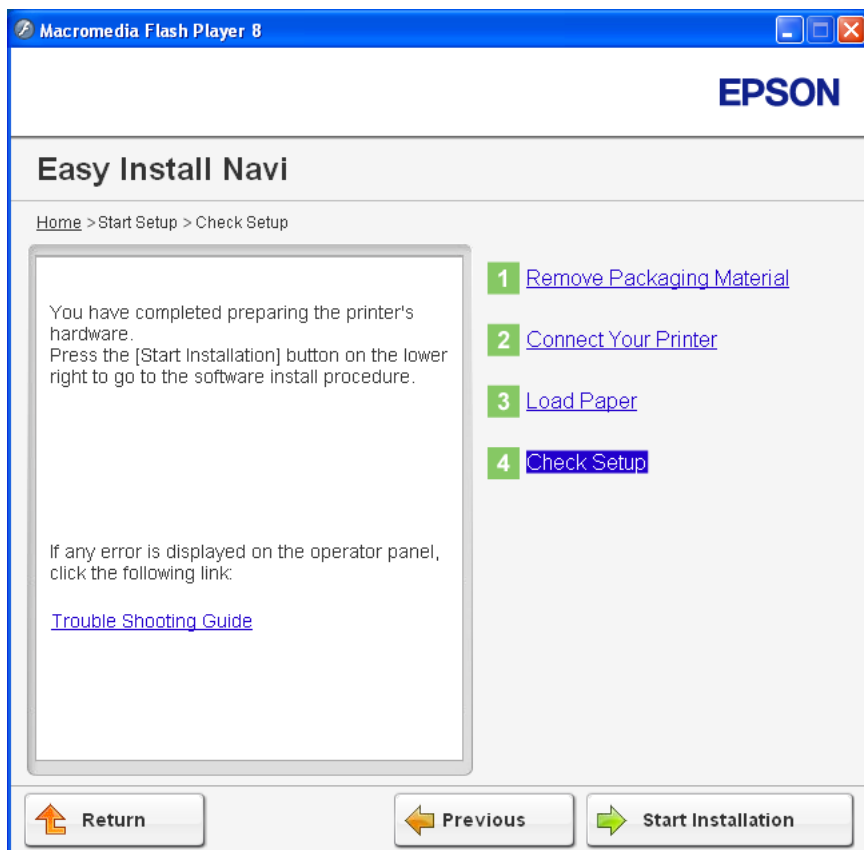 Macromedia Flash Player 8
EPSON
Easy Install Navi
Home > Start Setup > Check Setup
You have completed preparing the printer's
hardware.
Press the [Start Installation] button on the lower
right to go to the software install procedure.
If any error is displayed on the operator panel,
click the following link:
Trouble Shooting Guide
1 Remove Packaging Material
2 Connect Your Printer
3 Load Paper
4 Check Setup
Return
Previous
Start Installation